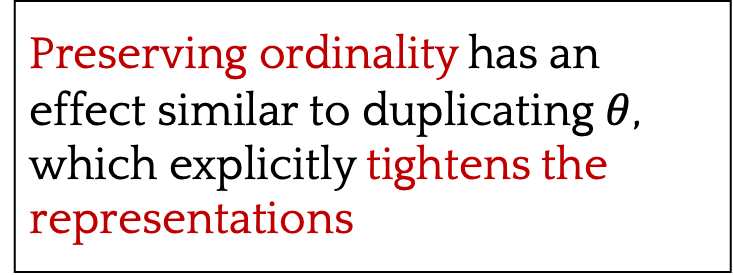 Preserving ordinality has an
effect similar to duplicating θ,
which explicitly tightens the
representations